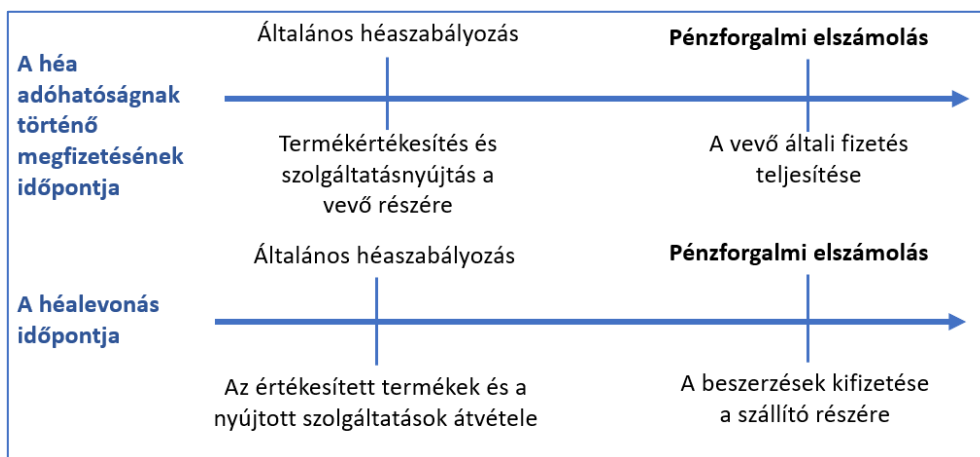 A héa
adóhatóságnak
történő
megfizetésének
időpontja
Általános héaszabályozás
Pénzforgalmi elszámolás
Termékértékesítés és
szolgáltatásnyújtás a
vevő részére
A vevő általi fizetés
teljesítése
A héalevonás
időpontja
Általános héaszabályozás
Pénzforgalmi elszámolás
Az értékesített termékek és a
nyújtott szolgáltatások átvétele
A beszerzések kifizetése
a szállító részére